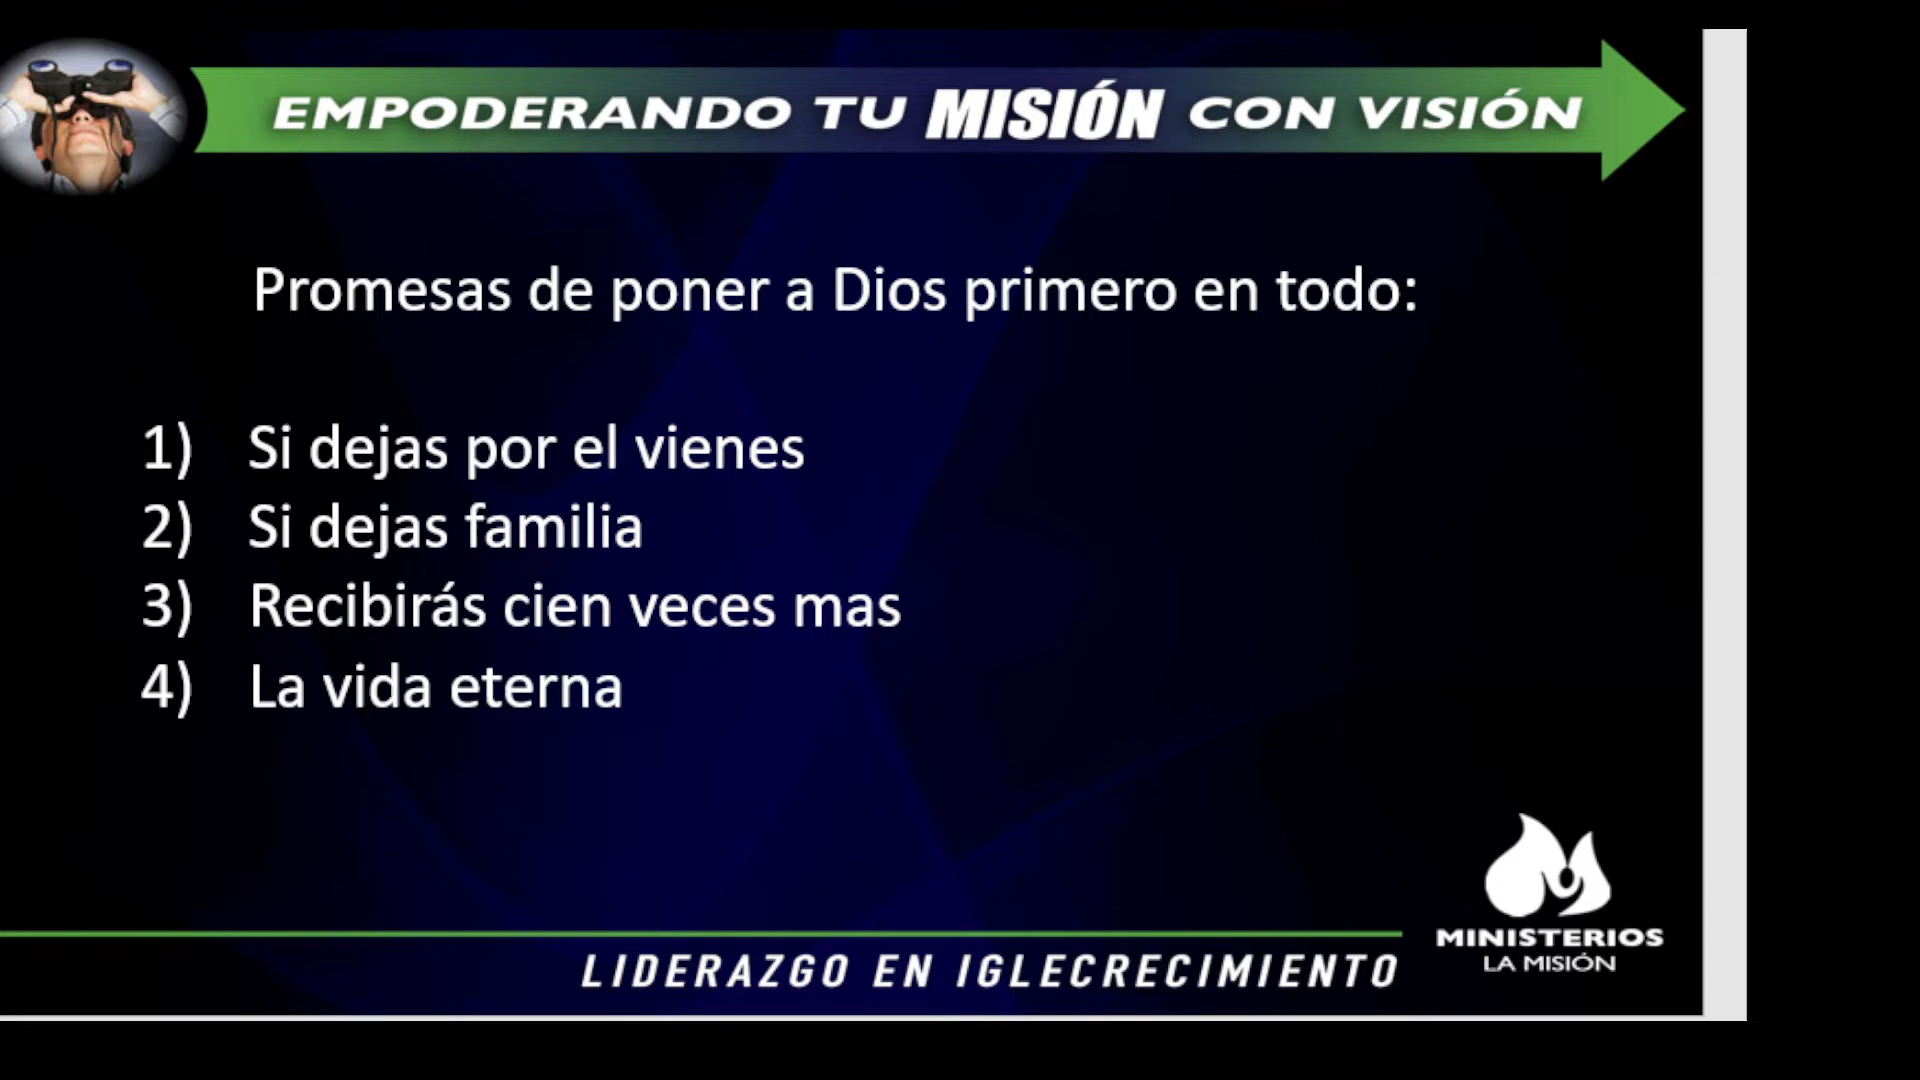 EMPODERANDO TU MISIÓN CON VISIÓN
Promesas de poner a Dios primero en todo:
1) Si dejas por el vienes
2) Si dejas familia
3) Recibirás cien veces mas
4) La vida eterna
MINISTERIOS
LA MISIÓN
LIDERAZGO EN IGLECRECIMIENTO